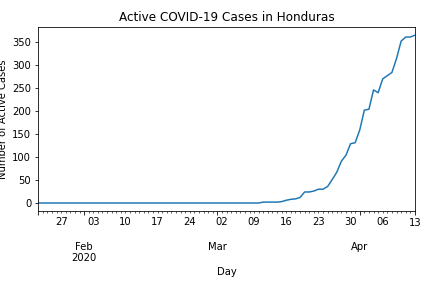 Active COVID-19 Cases in Honduras
Number of Active Cases
350
300
250
200
150
100
50
0
27 03 10 17 24 02 09 16 23 30 06 13
Feb Mar Apr
2020
Day